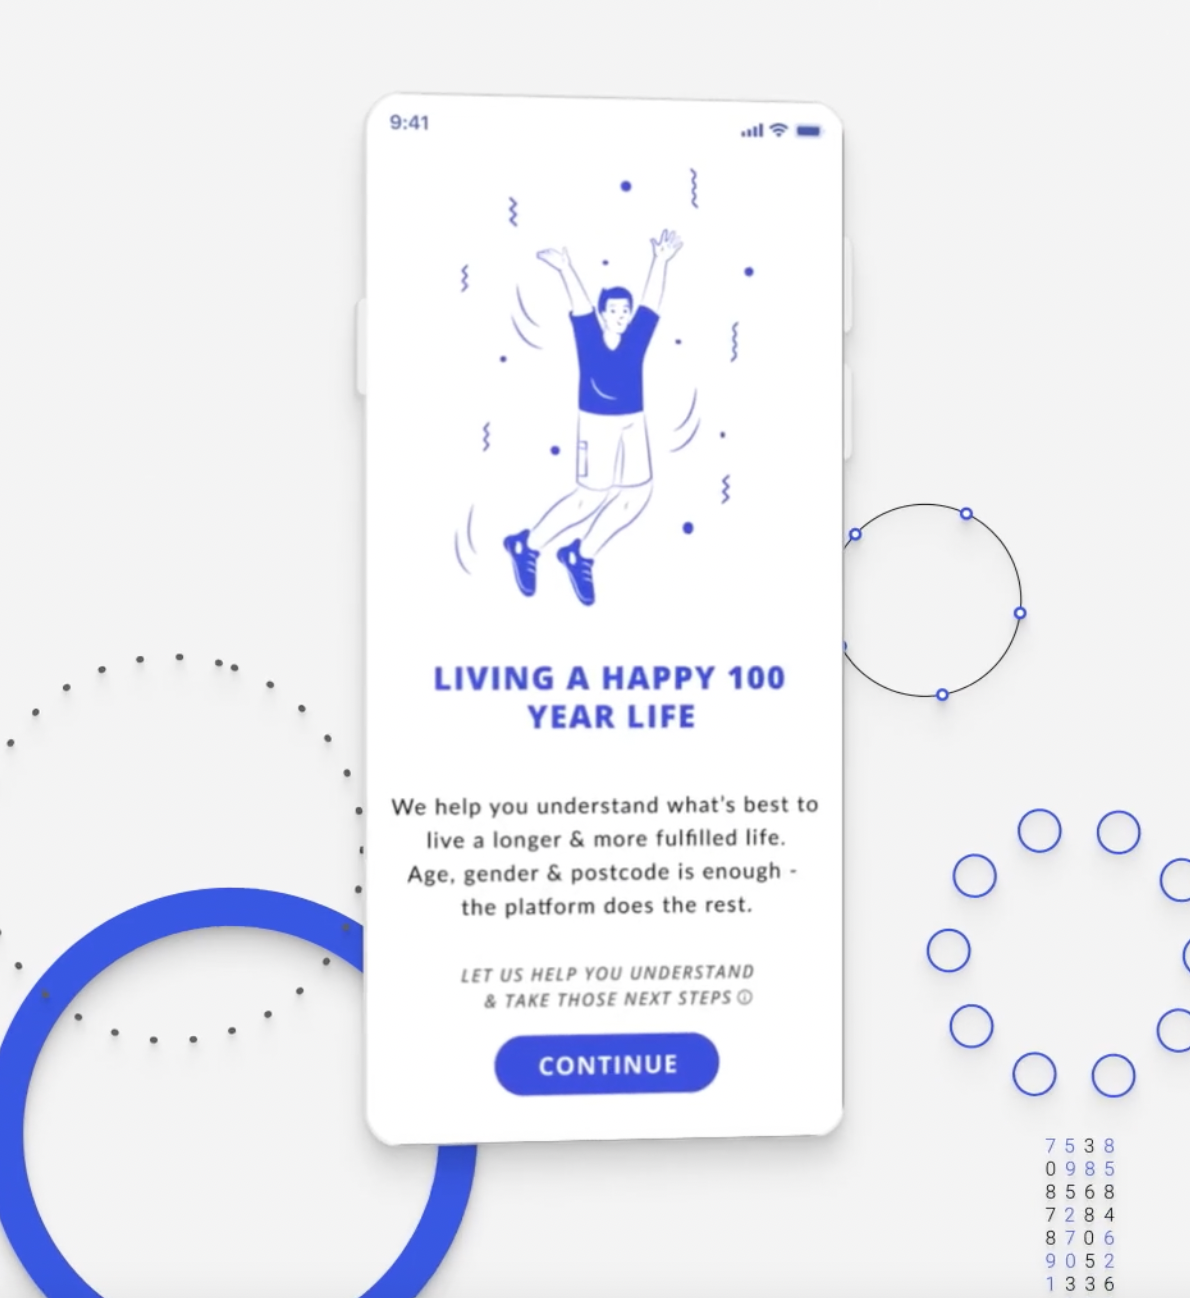 9:41
LIVING A HAPPY 100
YEAR LIFE
We help you understand what's best to
live a longer & more fulfilled life.
Age, gender & postcode is enough -
the platform does the rest.
LET US HELP YOU UNDERSTAND
& TAKE THOSE NEXT STEPS ⓘ
CONTINUE
7 5 3 8
0 9 8 5
8 5 6 8
7 2 8 4
8 7 0 6
9 0 5 2
1 3 3 6